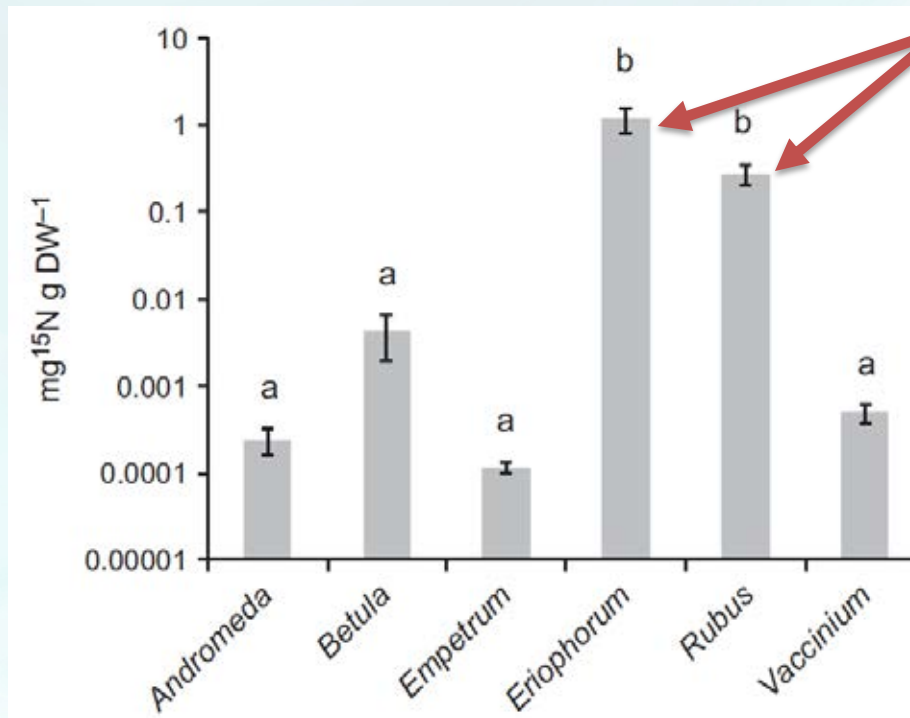 10
b
1
b
0.1
a
0.01
0.001
a
a
a
0.0001
0.00001
mg¹⁵N g DW⁻¹
Andromeda
Betula
Empetrum
Eriophorum
Rubus
Vaccinium